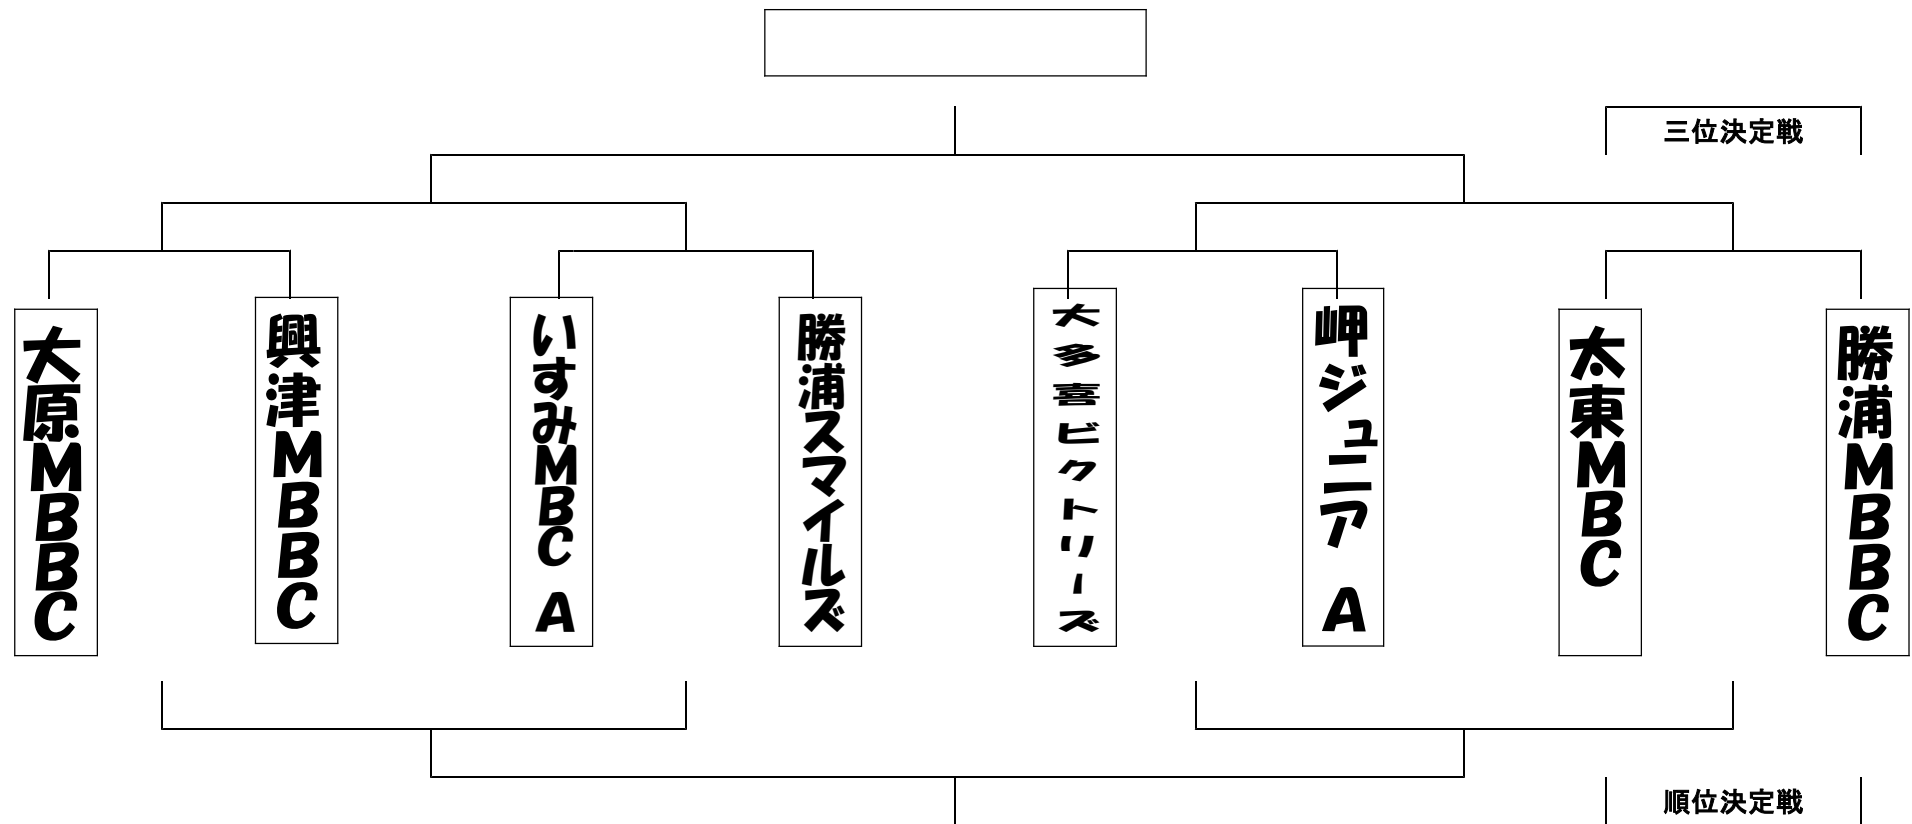 三位決定戦
大原MBBC
興津MBBC
いすみMBC A
勝浦スマイルズ
大多喜ビクトリーズ
岬ジュニア A
太東MBC
勝浦MBBC
順位決定戦